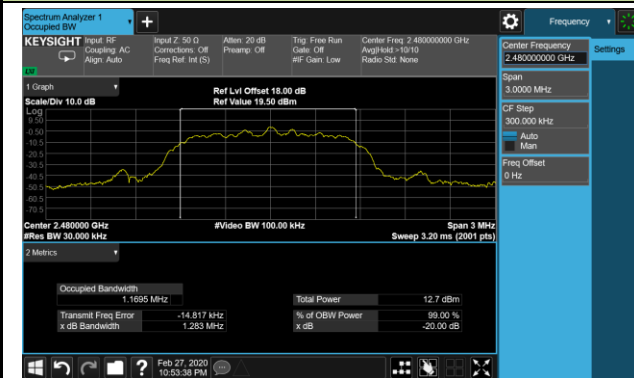 Spectrum Analyzer 1
Occupied BW
+
Frequency
KEYSIGHT Input: RF
Coupling: AC
Align: Auto
Input Z: 50 Ω
Corrections: Off
Freq Ref: Int (S)
Atten: 20 dB
Preamp: Off
Trig: Free Run
Gate: Off
#IF Gain: Low
Center Freq: 2.480000000 GHz
Avg|Hold:>10/10
Radio Std: None
Center Frequency
2.480000000 GHz
Settings
Span
3.0000 MHz
CF Step
300.000 kHz
Auto
Man
Freq Offset
0 Hz
1 Graph
Scale/Div 10.0 dB
Ref Lvl Offset 18.00 dB
Ref Value 19.50 dBm
Log
9.50
-0.50
-10.5
-20.5
-30.5
-40.5
-50.5
-60.5
-70.5
Center 2.480000 GHz
#Res BW 30.000 kHz
#Video BW 100.00 kHz
Span 3 MHz
Sweep 3.20 ms (2001 pts)
2 Metrics
Occupied Bandwidth
1.1695 MHz
Total Power 12.7 dBm
Transmit Freq Error -14.817 kHz
% of OBW Power 99.00 %
x dB Bandwidth 1.283 MHz
x dB -20.00 dB
?
Feb 27, 2020
10:53:38 PM